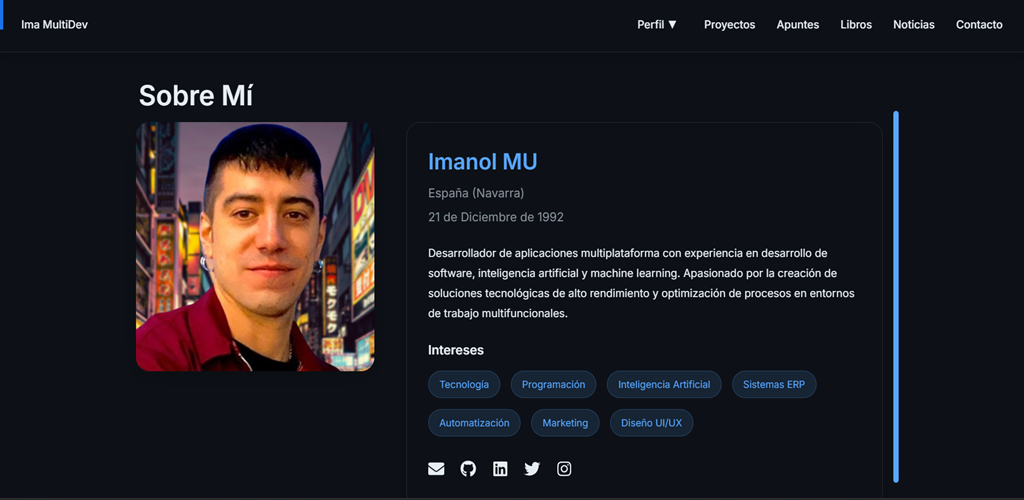 Ima MultiDev
Perfil ▼ Proyectos Apuntes Libros Noticias Contacto
Sobre Mí
Imanol MU
España (Navarra)
21 de Diciembre de 1992
Desarrollador de aplicaciones multiplataforma con experiencia en desarrollo de
software, inteligencia artificial y machine learning. Apasionado por la creación de
soluciones tecnológicas de alto rendimiento y optimización de procesos en entornos
de trabajo multifuncionales.
Intereses
Tecnología Programación Inteligencia Artificial Sistemas ERP
Automatización Marketing Diseño UI/UX